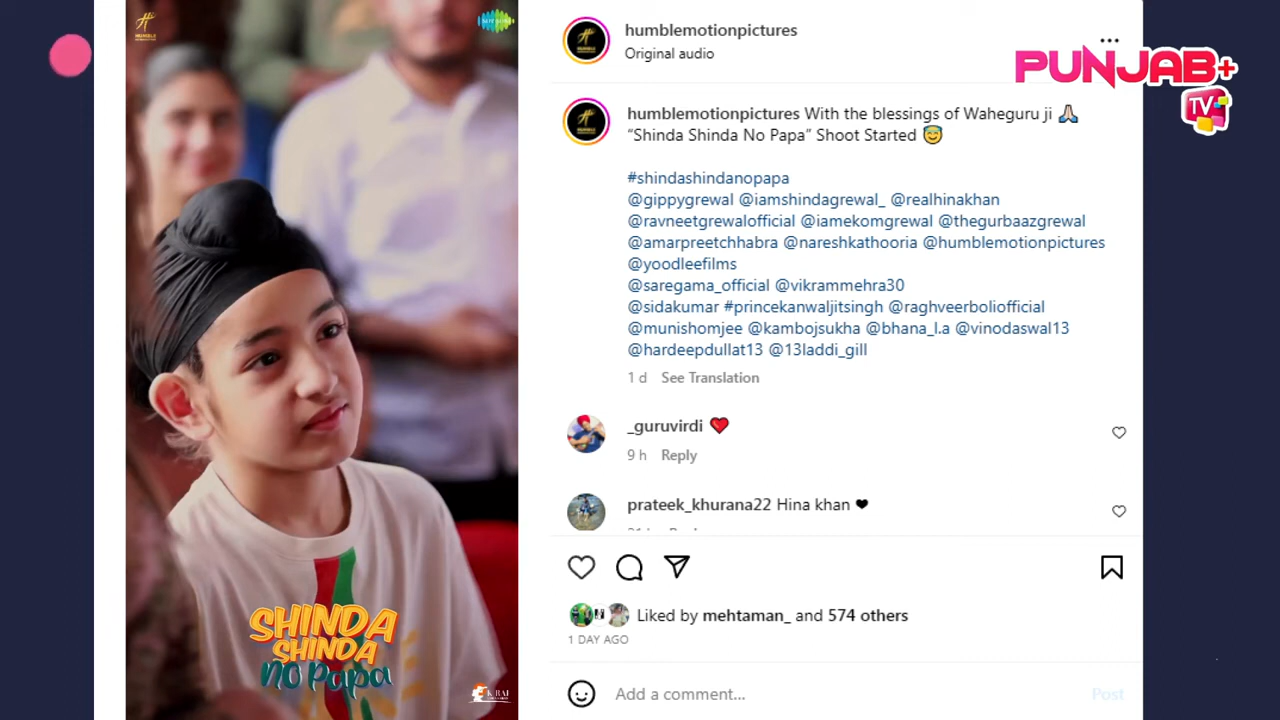 HUMBLE
humblemotionpictures
Original audio
PUNJAB+
TV
humblemotionpictures With the blessings of Waheguru ji 🙏🏻
“Shinda Shinda No Papa” Shoot Started 😇
#shindashindanopapa
@gippygrewal @iamshindagrewal_ @realhinakhan
@ravneetgrewalofficial @iamekomgrewal @thegurbaazgrewal
@amarpreetchhabra @nareshkathooria @humblemotionpictures
@yoodleefilms
@saregama_official @vikrammehra30
@sidakumar #princekanwaljitsingh @raghveerboliofficial
@munishomjee @kambojsukha @bhana_l.a @vinodaswal13
@hardeepdullat13 @13laddi_gill
1 d See Translation
_guruvirdi ❤️
9 h Reply
prateek_khurana22 Hina khan ❤
Liked by mehtaman_ and 574 others
1 DAY AGO
Add a comment...
Post
SHINDA
SHINDA
no Papa